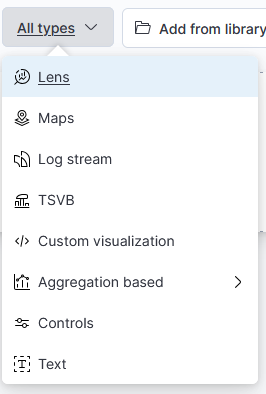 All types
Add from library
Lens
Maps
Log stream
TSVB
Custom visualization
Aggregation based
Controls
Text